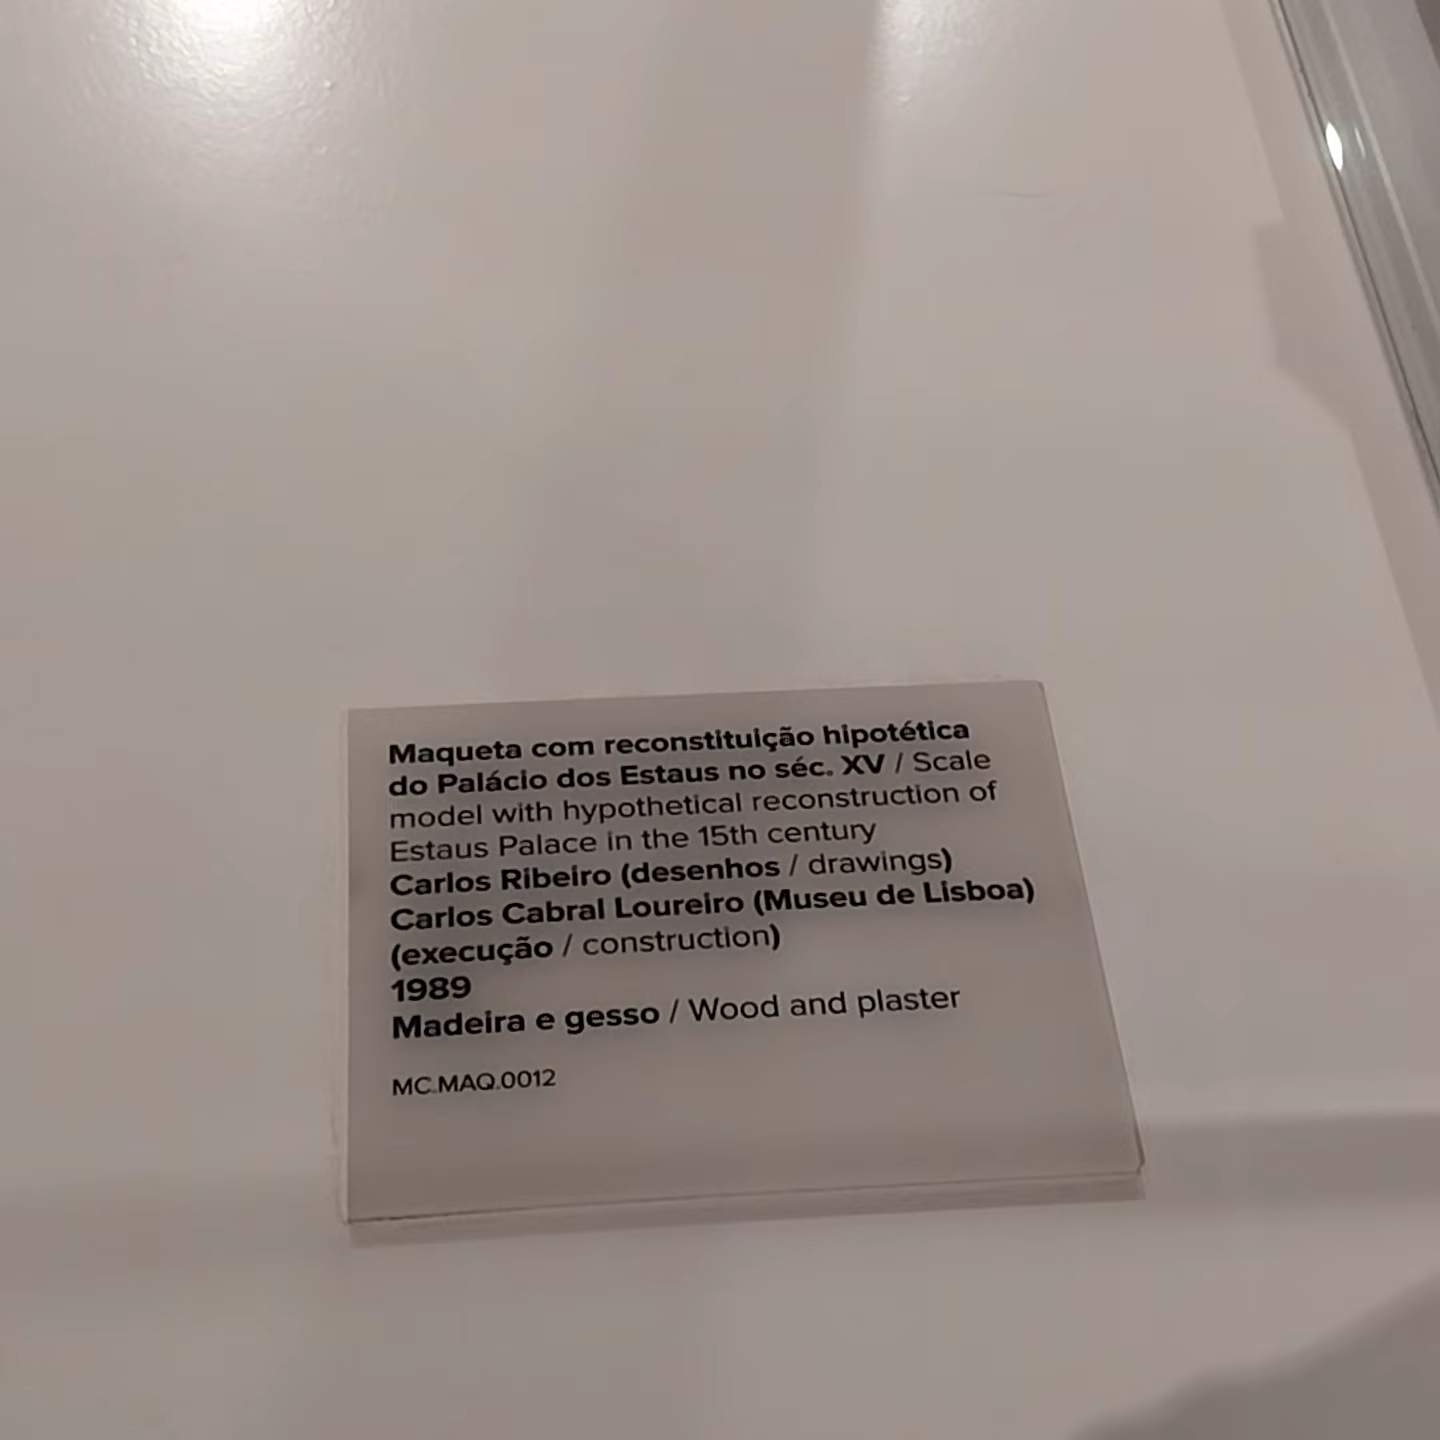 Maqueta com reconstituição hipotética
do Palácio dos Estaus no séc. XV / Scale
model with hypothetical reconstruction of
Estaus Palace in the 15th century
Carlos Ribeiro (desenhos / drawings)
Carlos Cabral Loureiro (Museu de Lisboa)
(execução / construction)
1989
Madeira e gesso / Wood and plaster
MC.MAQ.0012